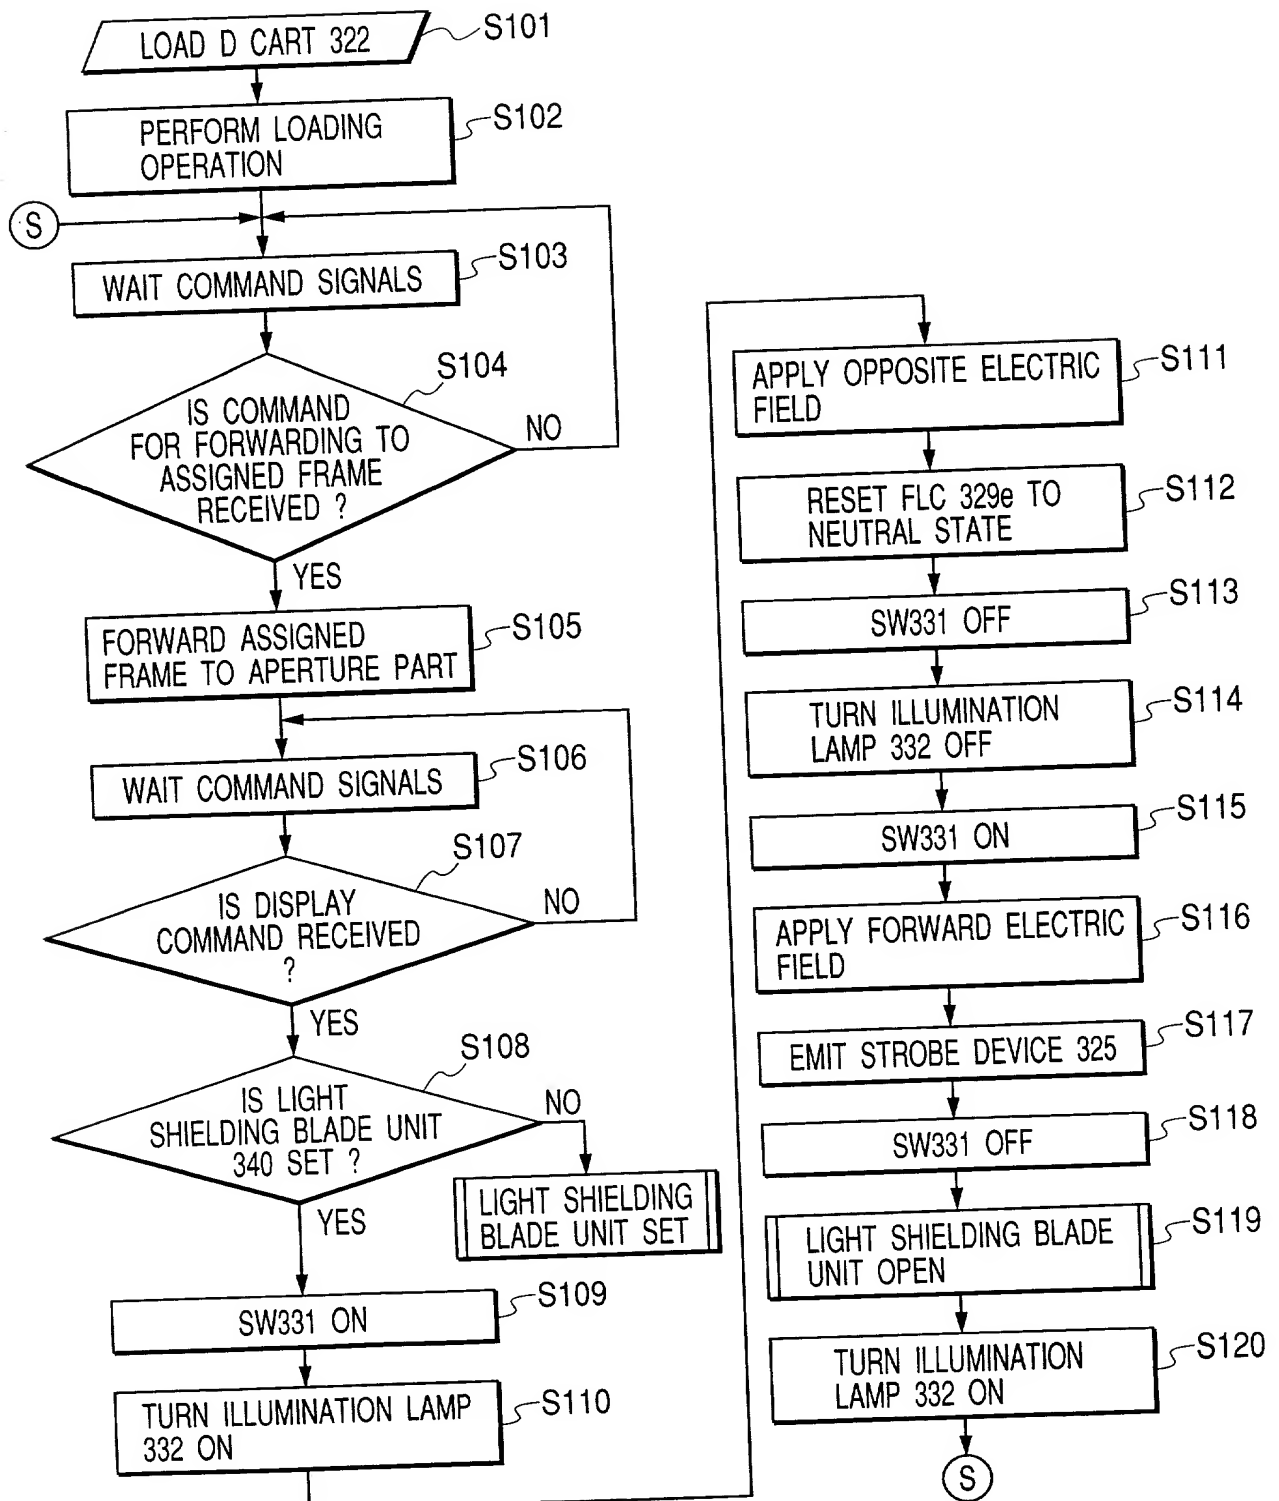 LOAD D CART 322
S101
PERFORM LOADING
OPERATION
S102
S
WAIT COMMAND SIGNALS
S103
IS COMMAND
FOR FORWARDING TO
ASSIGNED FRAME
RECEIVED ?
S104
NO
YES
FORWARD ASSIGNED
FRAME TO APERTURE PART
S105
WAIT COMMAND SIGNALS
S106
IS DISPLAY
COMMAND RECEIVED
?
S107
NO
YES
IS LIGHT
SHIELDING BLADE UNIT
340 SET ?
S108
NO
LIGHT SHIELDING
BLADE UNIT SET
YES
SW331 ON
S109
TURN ILLUMINATION LAMP
332 ON
S110
APPLY OPPOSITE ELECTRIC
FIELD
S111
RESET FLC 329e TO
NEUTRAL STATE
S112
SW331 OFF
S113
TURN ILLUMINATION
LAMP 332 OFF
S114
SW331 ON
S115
APPLY FORWARD ELECTRIC
FIELD
S116
EMIT STROBE DEVICE 325
S117
SW331 OFF
S118
LIGHT SHIELDING BLADE
UNIT OPEN
S119
TURN ILLUMINATION
LAMP 332 ON
S120
S